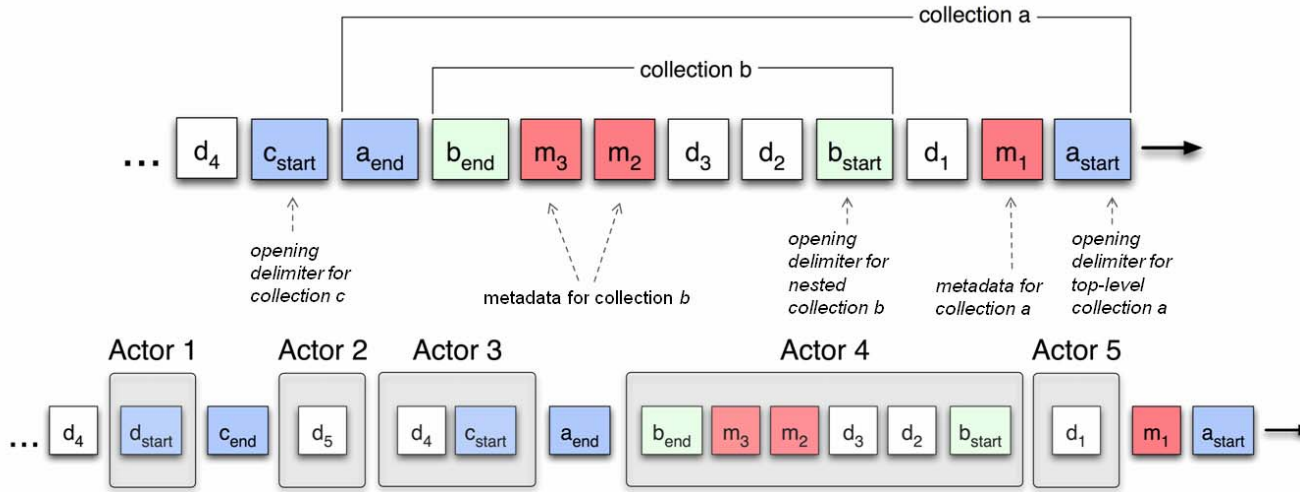 collection a
collection b
... d4 cstart aend bend m3 m2 d3 d2 bstart d1 m1 astart
opening
delimiter for
collection c
metadata for collection b
opening
delimiter for
nested
collection b
metadata for
collection a
opening
delimiter for
top-level
collection a
Actor 1 Actor 2 Actor 3 Actor 4 Actor 5
... d4 dstart cend d5 d4 cstart aend bend m3 m2 d3 d2 bstart d1 m1 astart